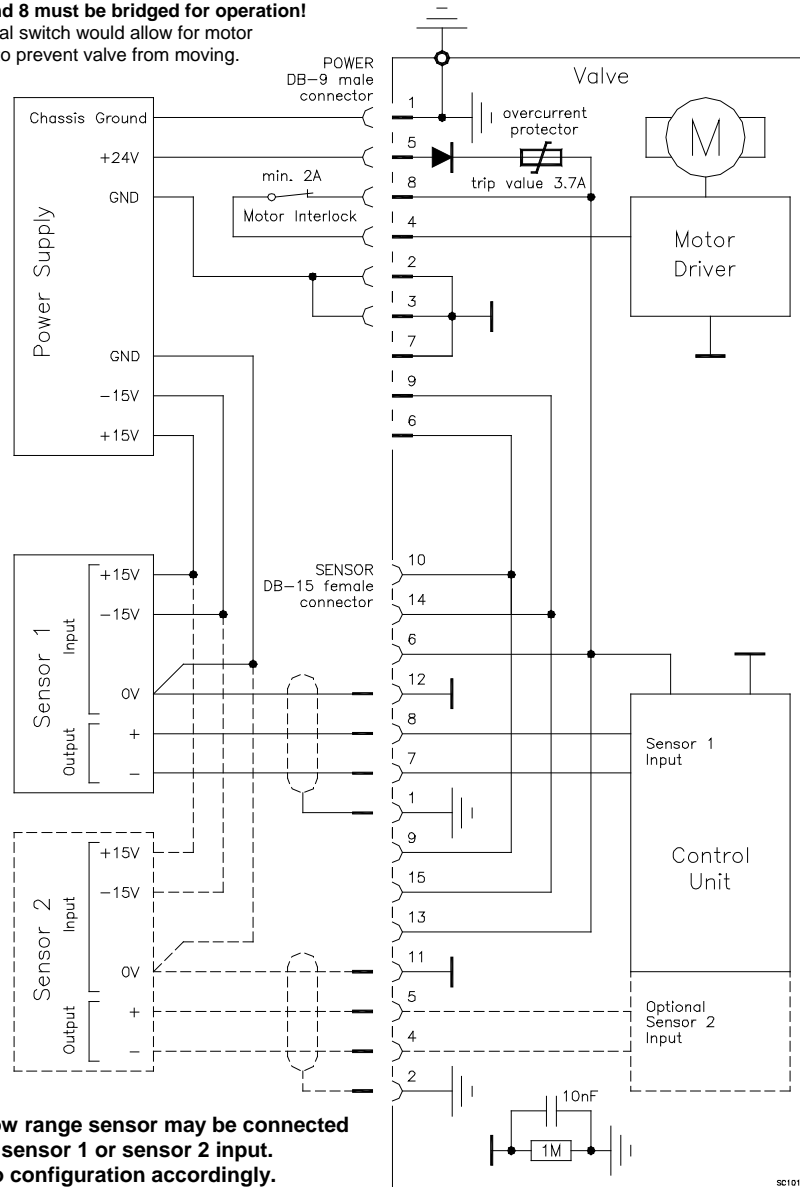 nd 8 must be bridged for operation!
al switch would allow for motor
o prevent valve from moving.
POWER
DB-9 male
connector
Valve
Chassis Ground
+24V
GND
Power Supply
GND
-15V
+15V
min. 2A
Motor Interlock
1
5
8
4
2
3
7
9
6
overcurrent
protector
trip value 3.7A
M
Motor
Driver
SENSOR
DB-15 female
connector
Sensor 1
Input
+15V
-15V
0V
Output
+
-
10
14
6
12
8
7
1
9
15
13
11
5
4
2
Sensor 1
Input
Control
Unit
Optional
Sensor 2
Input
Sensor 2
Input
+15V
-15V
0V
Output
+
-
10nF
1M
ow range sensor may be connected
sensor 1 or sensor 2 input.
o configuration accordingly.
SC101